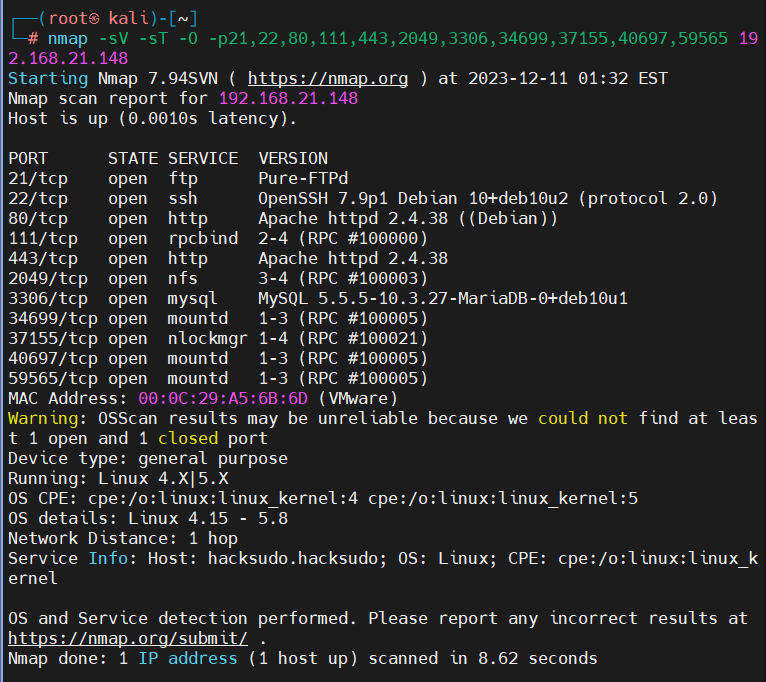 ┌──(root㉿ kali)-[~]
└─# nmap -sV -sT -O -p21,22,80,111,443,2049,3306,34699,37155,40697,59565 19
2.168.21.148
Starting Nmap 7.94SVN ( https://nmap.org ) at 2023-12-11 01:32 EST
Nmap scan report for 192.168.21.148
Host is up (0.0010s latency).

PORT      STATE SERVICE  VERSION
21/tcp    open  ftp      Pure-FTPd
22/tcp    open  ssh      OpenSSH 7.9p1 Debian 10+deb10u2 (protocol 2.0)
80/tcp    open  http     Apache httpd 2.4.38 ((Debian))
111/tcp   open  rpcbind  2-4 (RPC #100000)
443/tcp   open  http     Apache httpd 2.4.38
2049/tcp  open  nfs      3-4 (RPC #100003)
3306/tcp  open  mysql    MySQL 5.5.5-10.3.27-MariaDB-0+deb10u1
34699/tcp open  mountd   1-3 (RPC #100005)
37155/tcp open  nlockmgr 1-4 (RPC #100021)
40697/tcp open  mountd   1-3 (RPC #100005)
59565/tcp open  mountd   1-3 (RPC #100005)
MAC Address: 00:0C:29:A5:6B:6D (VMware)
Warning: OSScan results may be unreliable because we could not find at leas
t 1 open and 1 closed port
Device type: general purpose
Running: Linux 4.X|5.X
OS CPE: cpe:/o:linux:linux_kernel:4 cpe:/o:linux:linux_kernel:5
OS details: Linux 4.15 - 5.8
Network Distance: 1 hop
Service Info: Host: hacksudo.hacksudo; OS: Linux; CPE: cpe:/o:linux:linux_k
ernel

OS and Service detection performed. Please report any incorrect results at
https://nmap.org/submit/ .
Nmap done: 1 IP address (1 host up) scanned in 8.62 seconds